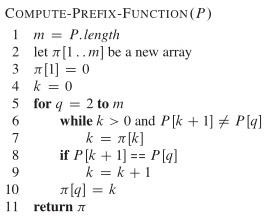 COMPUTE-PREFIX-FUNCTION(P)
1 m = P.length
2 let π[1..m] be a new array
3 π[1] = 0
4 k = 0
5 for q = 2 to m
6 while k > 0 and P[k + 1] ≠ P[q]
7 k = π[k]
8 if P[k + 1] == P[q]
9 k = k + 1
10 π[q] = k
11 return π